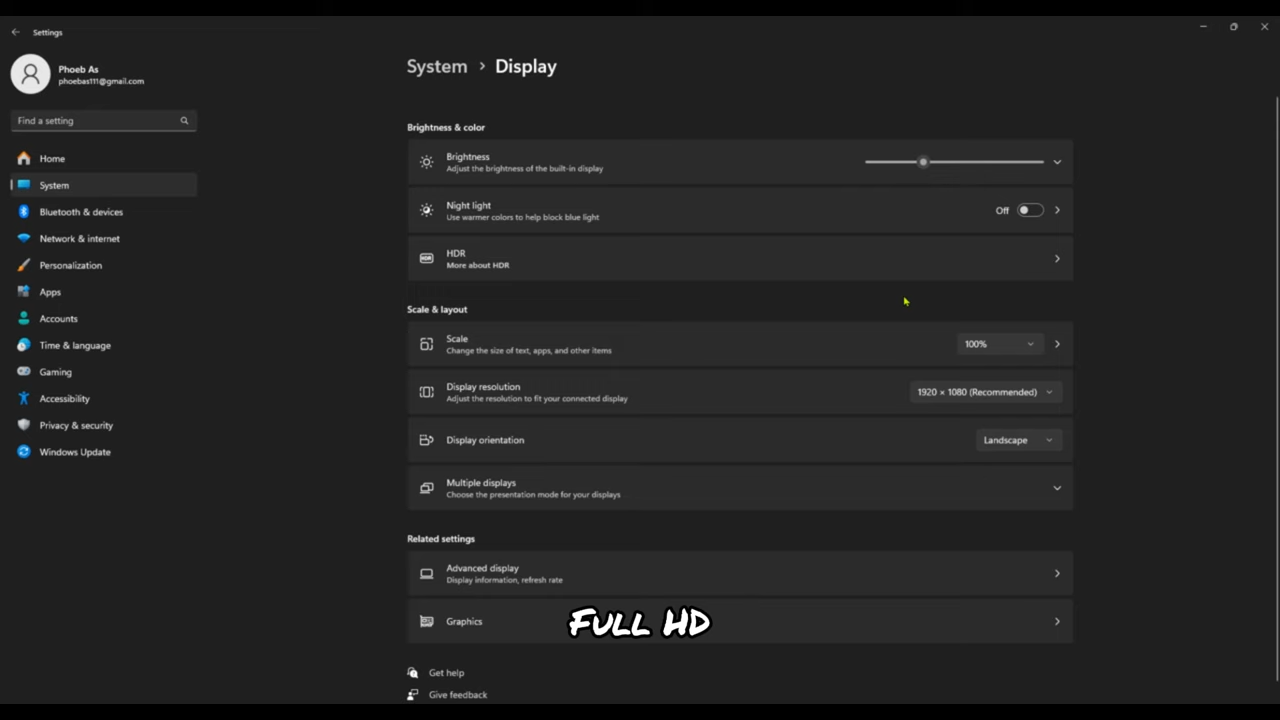 Settings
Phoeb As
phoebas111@gmail.com
Find a setting
Home
System
Bluetooth & devices
Network & internet
Personalization
Apps
Accounts
Time & language
Gaming
Accessibility
Privacy & security
Windows Update
System > Display
Brightness & color
Brightness
Adjust the brightness of the built-in display
Night light
Use warmer colors to help block blue light
Off
HDR
HDR
More about HDR
Scale & layout
Scale
Change the size of text, apps, and other items
100%
Display resolution
Adjust the resolution to fit your connected display
1920 × 1080 (Recommended)
Display orientation
Landscape
Multiple displays
Choose the presentation mode for your displays
Related settings
Advanced display
Display information, refresh rate
Graphics
FULL HD
Get help
Give feedback